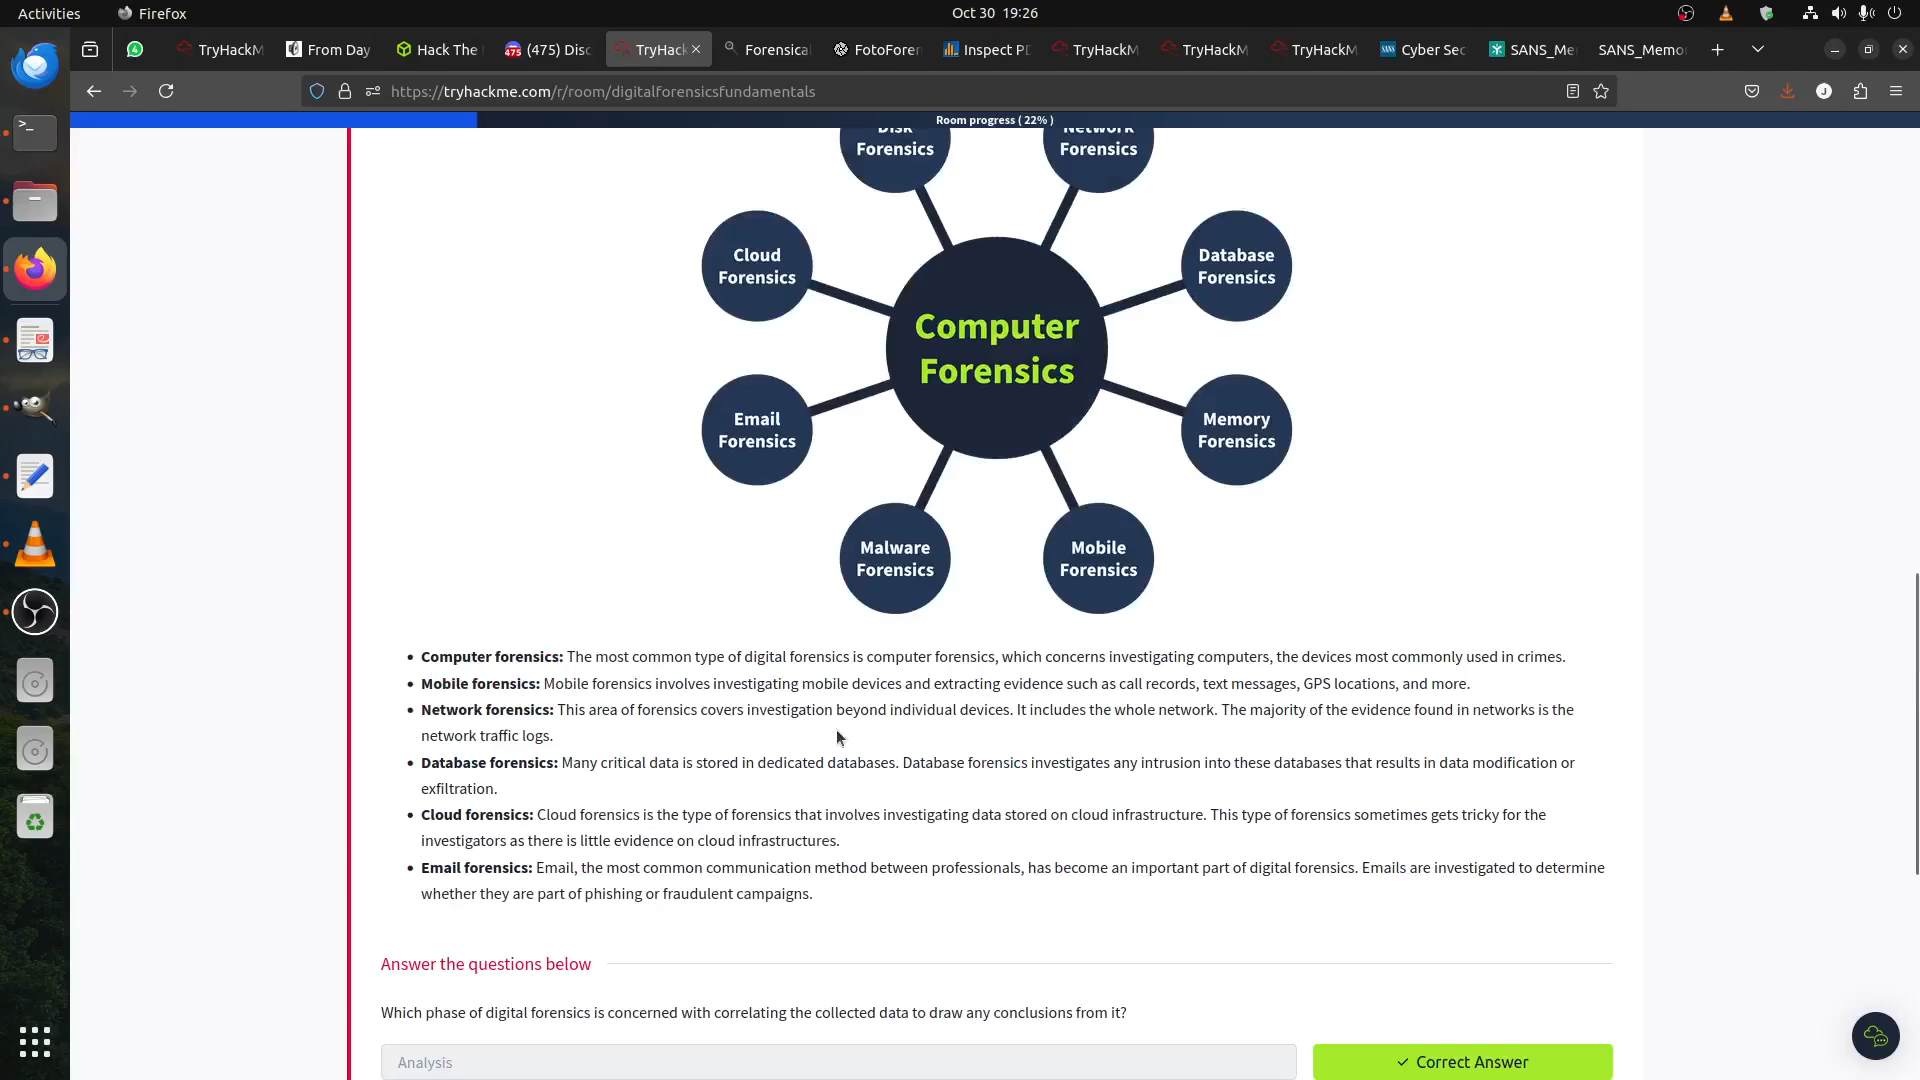 Activities
Firefox
Oct 30 19:26
4
TryHackM
From Day
Hack The
475
(475) Disc
TryHack
Forensical
FotoForen
Inspect PD
TryHackM
TryHackM
TryHackM
Cyber Sec
SANS_Me
SANS_Memo
https://tryhackme.com/r/room/digitalforensicsfundamentals
J
Room progress ( 22% )
Disk
Forensics
Network
Forensics
Cloud
Forensics
Database
Forensics
Computer
Forensics
Email
Forensics
Memory
Forensics
Malware
Forensics
Mobile
Forensics
• Computer forensics: The most common type of digital forensics is computer forensics, which concerns investigating computers, the devices most commonly used in crimes.
• Mobile forensics: Mobile forensics involves investigating mobile devices and extracting evidence such as call records, text messages, GPS locations, and more.
• Network forensics: This area of forensics covers investigation beyond individual devices. It includes the whole network. The majority of the evidence found in networks is the
network traffic logs.
• Database forensics: Many critical data is stored in dedicated databases. Database forensics investigates any intrusion into these databases that results in data modification or
exfiltration.
• Cloud forensics: Cloud forensics is the type of forensics that involves investigating data stored on cloud infrastructure. This type of forensics sometimes gets tricky for the
investigators as there is little evidence on cloud infrastructures.
• Email forensics: Email, the most common communication method between professionals, has become an important part of digital forensics. Emails are investigated to determine
whether they are part of phishing or fraudulent campaigns.
Answer the questions below
Which phase of digital forensics is concerned with correlating the collected data to draw any conclusions from it?
Analysis
✓ Correct Answer